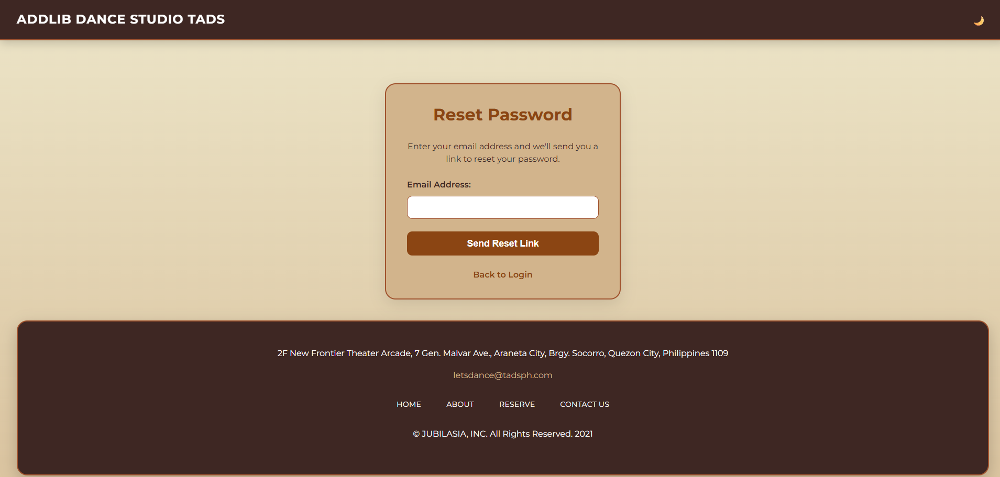 ADDLIB DANCE STUDIO TADS
Reset Password
Enter your email address and we'll send you a
link to reset your password.
Email Address:
Send Reset Link
Back to Login
2F New Frontier Theater Arcade, 7 Gen. Malvar Ave., Araneta City, Brgy. Socorro, Quezon City, Philippines 1109
letsdance@tadsph.com
HOME ABOUT RESERVE CONTACT US
© JUBILASIA, INC. All Rights Reserved. 2021